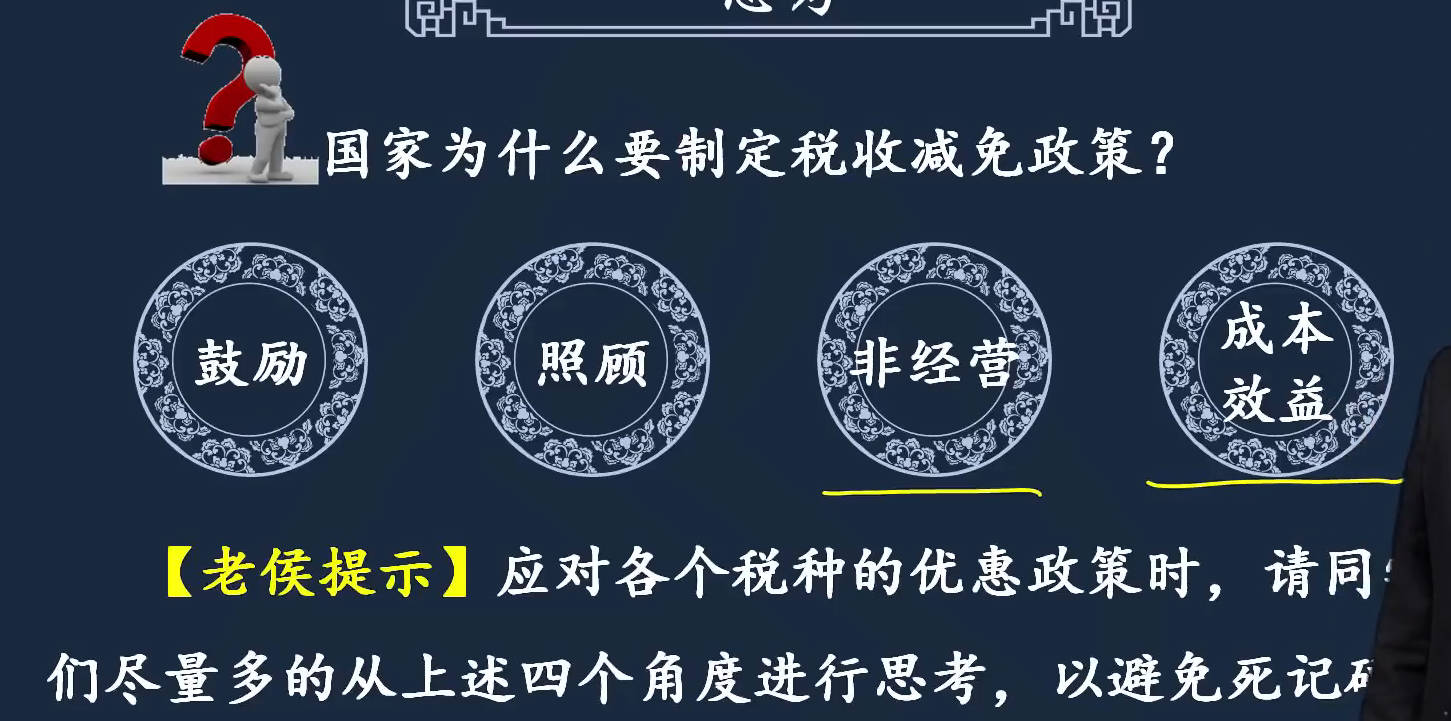 国家为什么要制定税收减免政策?
鼓励
照顾
非经营
成本
效益
【老侯提示】应对各个税种的优惠政策时，请同
们尽量多的从上述四个角度进行思考，以避免死记